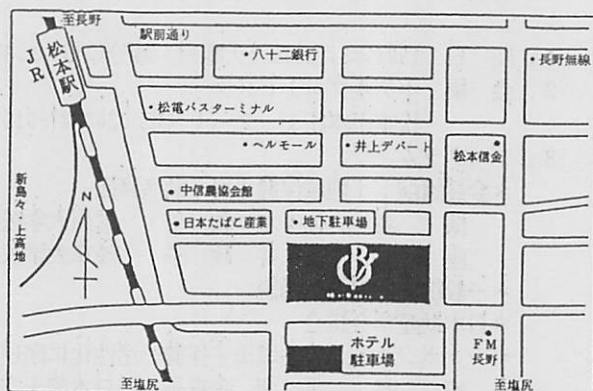 至長野
駅前通り
・八十二銀行
・長野無線
JR
松本駅
・松電バスターミナル
・ヘルモール
・井上デパート
松本信金
新島々
上高地
N
・中信農協会館
・日本たばこ産業
・地下駐車場
ホテル
駐車場
FM
長野
至塩尻
至塩尻